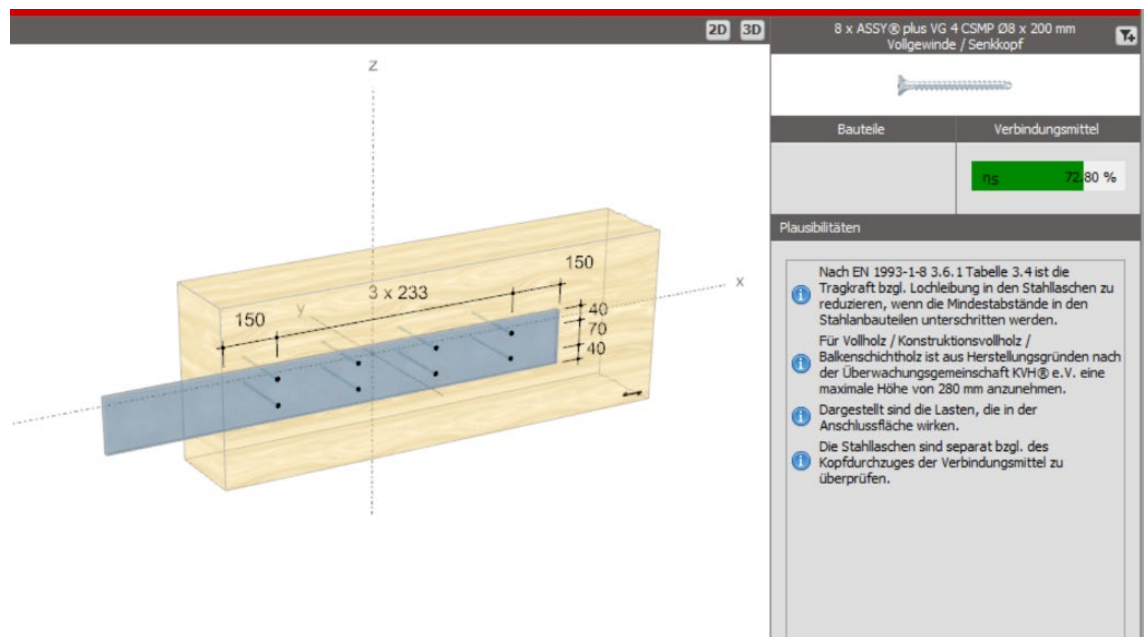 2D 3D
8 x ASSY® plus VG 4 CSMP Ø8 x 200 mm
Vollgewinde / Senkkopf
Bauteile
Verbindungsmittel
ηs 72.80 %
Plausibilitäten
Nach EN 1993-1-8 3.6.1 Tabelle 3.4 ist die
Tragkraft bzgl. Lochleibung in den Stahllaschen zu
reduzieren, wenn die Mindestabstände in den
Stahlanbauteilen unterschritten werden.
Für Vollholz / Konstruktionsvollholz /
Balkenschichtholz ist aus Herstellungsgründen nach
der Überwachungsgemeinschaft KVH® e.V. eine
maximale Höhe von 280 mm anzunehmen.
Dargestellt sind die Lasten, die in der
Anschlussfläche wirken.
Die Stahllaschen sind separat bzgl. des
Kopfdurchzuges der Verbindungsmittel zu
überprüfen.
z
150
x
3 x 233
y
150
40
70
40